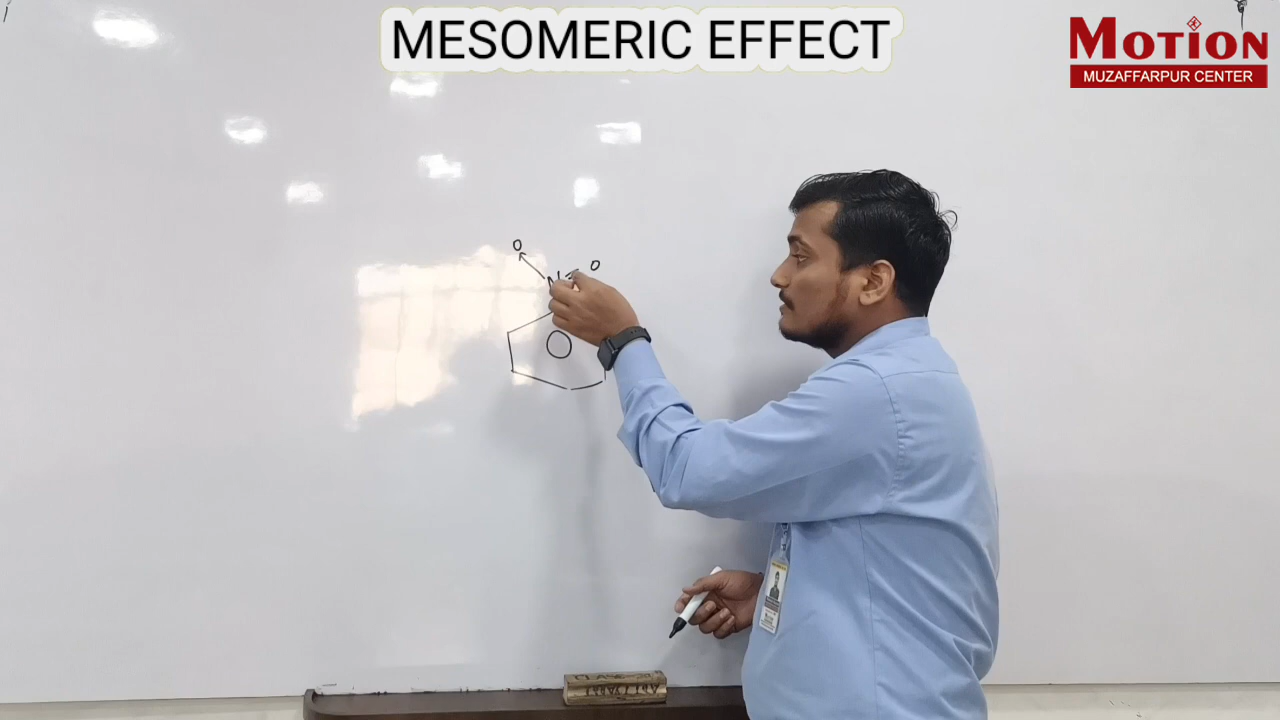 MESOMERIC EFFECT
MOTION
MUZAFFARPUR CENTER
O
N = O